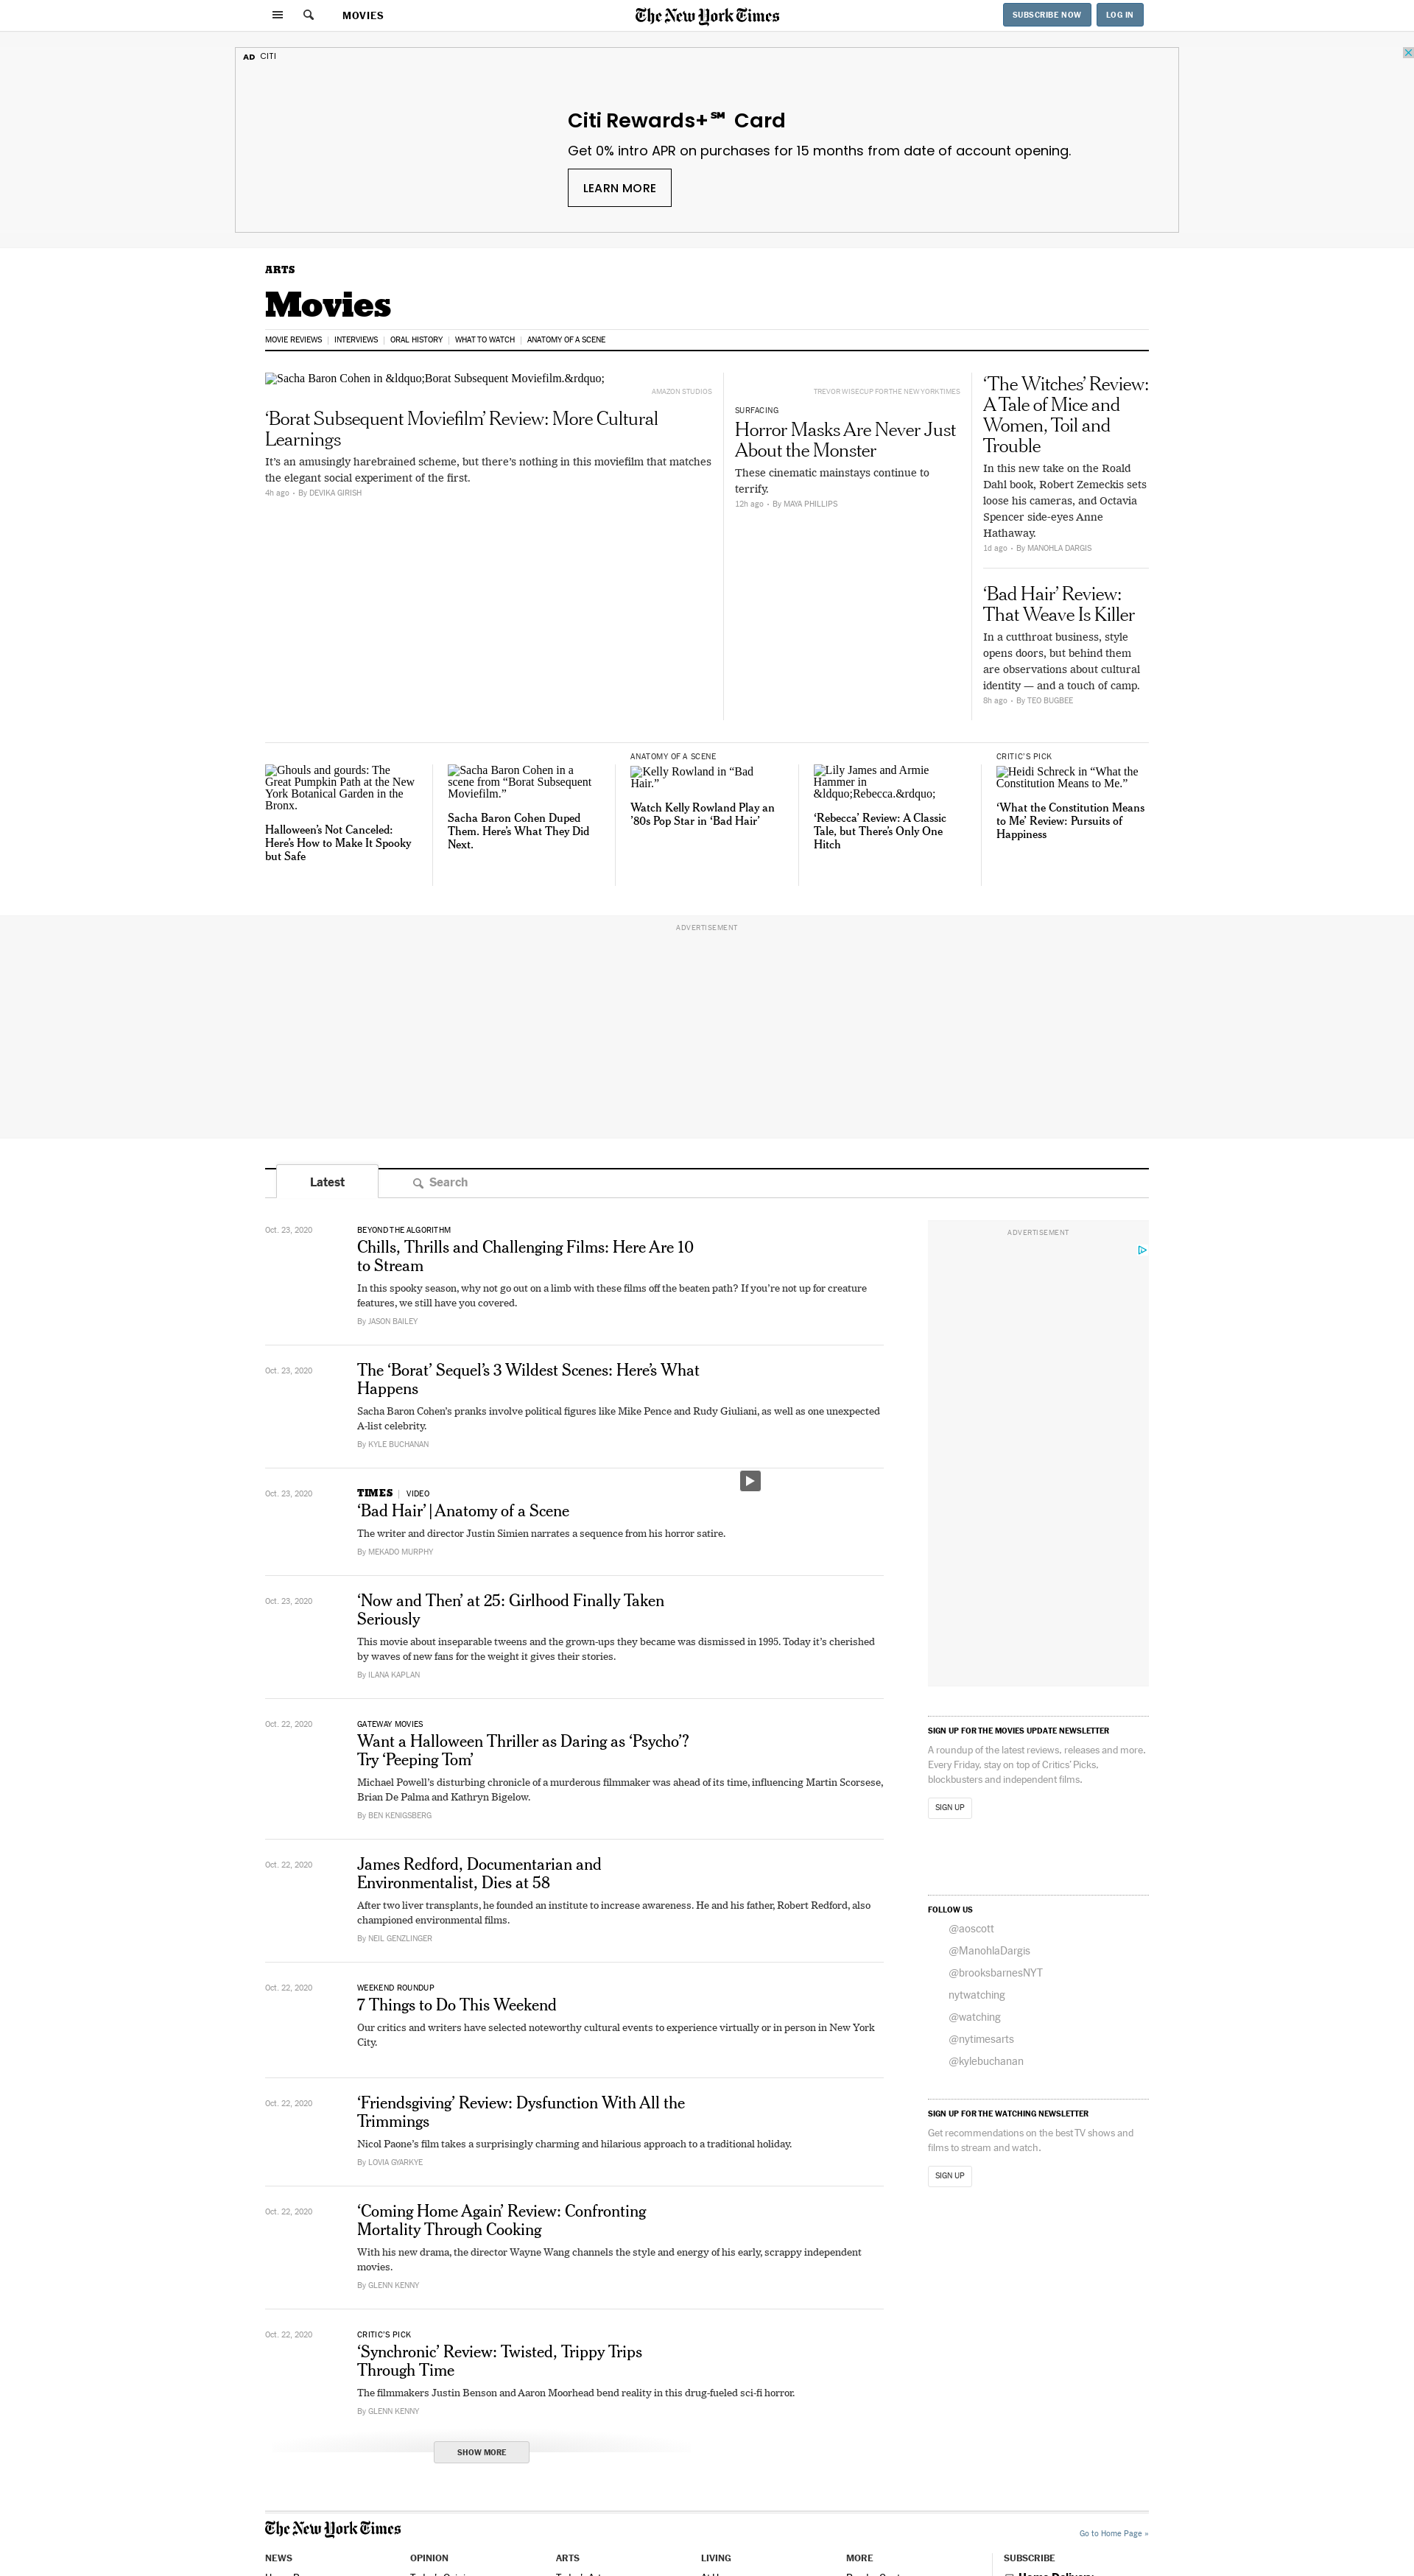 MOVIES
The New York Times
SUBSCRIBE NOW
LOG IN
AD CITI
Citi Rewards+℠ Card
Get 0% intro APR on purchases for 15 months from date of account opening.
LEARN MORE
ARTS
Movies
MOVIE REVIEWS | INTERVIEWS | ORAL HISTORY | WHAT TO WATCH | ANATOMY OF A SCENE
Sacha Baron Cohen in &ldquo;Borat Subsequent Moviefilm.&rdquo;
AMAZON STUDIOS
‘Borat Subsequent Moviefilm’ Review: More Cultural
Learnings
It’s an amusingly harebrained scheme, but there’s nothing in this moviefilm that matches
the elegant social experiment of the first.
4h ago • By DEVIKA GIRISH
TREVOR WISECUP FOR THE NEW YORK TIMES
SURFACING
Horror Masks Are Never Just
About the Monster
These cinematic mainstays continue to
terrify.
12h ago • By MAYA PHILLIPS
‘The Witches’ Review:
A Tale of Mice and
Women, Toil and
Trouble
In this new take on the Roald
Dahl book, Robert Zemeckis sets
loose his cameras, and Octavia
Spencer side-eyes Anne
Hathaway.
1d ago • By MANOHLA DARGIS
‘Bad Hair’ Review:
That Weave Is Killer
In a cutthroat business, style
opens doors, but behind them
are observations about cultural
identity — and a touch of camp.
8h ago • By TEO BUGBEE
Ghouls and gourds: The
Great Pumpkin Path at the New
York Botanical Garden in the
Bronx.
Halloween’s Not Canceled:
Here’s How to Make It Spooky
but Safe
Sacha Baron Cohen in a
scene from “Borat Subsequent
Moviefilm.”
Sacha Baron Cohen Duped
Them. Here’s What They Did
Next.
ANATOMY OF A SCENE
Kelly Rowland in “Bad
Hair.”
Watch Kelly Rowland Play an
’80s Pop Star in ‘Bad Hair’
Lily James and Armie
Hammer in
&ldquo;Rebecca.&rdquo;
‘Rebecca’ Review: A Classic
Tale, but There’s Only One
Hitch
CRITIC’S PICK
Heidi Schreck in “What the
Constitution Means to Me.”
‘What the Constitution Means
to Me’ Review: Pursuits of
Happiness
ADVERTISEMENT
Latest
Search
Oct. 23, 2020
BEYOND THE ALGORITHM
Chills, Thrills and Challenging Films: Here Are 10
to Stream
In this spooky season, why not go out on a limb with these films off the beaten path? If you’re not up for creature
features, we still have you covered.
By JASON BAILEY
Oct. 23, 2020
The ‘Borat’ Sequel’s 3 Wildest Scenes: Here’s What
Happens
Sacha Baron Cohen’s pranks involve political figures like Mike Pence and Rudy Giuliani, as well as one unexpected
A-list celebrity.
By KYLE BUCHANAN
Oct. 23, 2020
TIMES | VIDEO
‘Bad Hair’ | Anatomy of a Scene
The writer and director Justin Simien narrates a sequence from his horror satire.
By MEKADO MURPHY
Oct. 23, 2020
‘Now and Then’ at 25: Girlhood Finally Taken
Seriously
This movie about inseparable tweens and the grown-ups they became was dismissed in 1995. Today it’s cherished
by waves of new fans for the weight it gives their stories.
By ILANA KAPLAN
Oct. 22, 2020
GATEWAY MOVIES
Want a Halloween Thriller as Daring as ‘Psycho’?
Try ‘Peeping Tom’
Michael Powell’s disturbing chronicle of a murderous filmmaker was ahead of its time, influencing Martin Scorsese,
Brian De Palma and Kathryn Bigelow.
By BEN KENIGSBERG
Oct. 22, 2020
James Redford, Documentarian and
Environmentalist, Dies at 58
After two liver transplants, he founded an institute to increase awareness. He and his father, Robert Redford, also
championed environmental films.
By NEIL GENZLINGER
Oct. 22, 2020
WEEKEND ROUNDUP
7 Things to Do This Weekend
Our critics and writers have selected noteworthy cultural events to experience virtually or in person in New York
City.
Oct. 22, 2020
‘Friendsgiving’ Review: Dysfunction With All the
Trimmings
Nicol Paone’s film takes a surprisingly charming and hilarious approach to a traditional holiday.
By LOVIA GYARKYE
Oct. 22, 2020
‘Coming Home Again’ Review: Confronting
Mortality Through Cooking
With his new drama, the director Wayne Wang channels the style and energy of his early, scrappy independent
movies.
By GLENN KENNY
Oct. 22, 2020
CRITIC’S PICK
‘Synchronic’ Review: Twisted, Trippy Trips
Through Time
The filmmakers Justin Benson and Aaron Moorhead bend reality in this drug-fueled sci-fi horror.
By GLENN KENNY
SHOW MORE
ADVERTISEMENT
SIGN UP FOR THE MOVIES UPDATE NEWSLETTER
A roundup of the latest reviews, releases and more.
Every Friday, stay on top of Critics’ Picks,
blockbusters and independent films.
SIGN UP
FOLLOW US
@aoscott
@ManohlaDargis
@brooksbarnesNYT
nytwatching
@watching
@nytimesarts
@kylebuchanan
SIGN UP FOR THE WATCHING NEWSLETTER
Get recommendations on the best TV shows and
films to stream and watch.
SIGN UP
The New York Times
Go to Home Page »
NEWS
OPINION
ARTS
LIVING
MORE
SUBSCRIBE